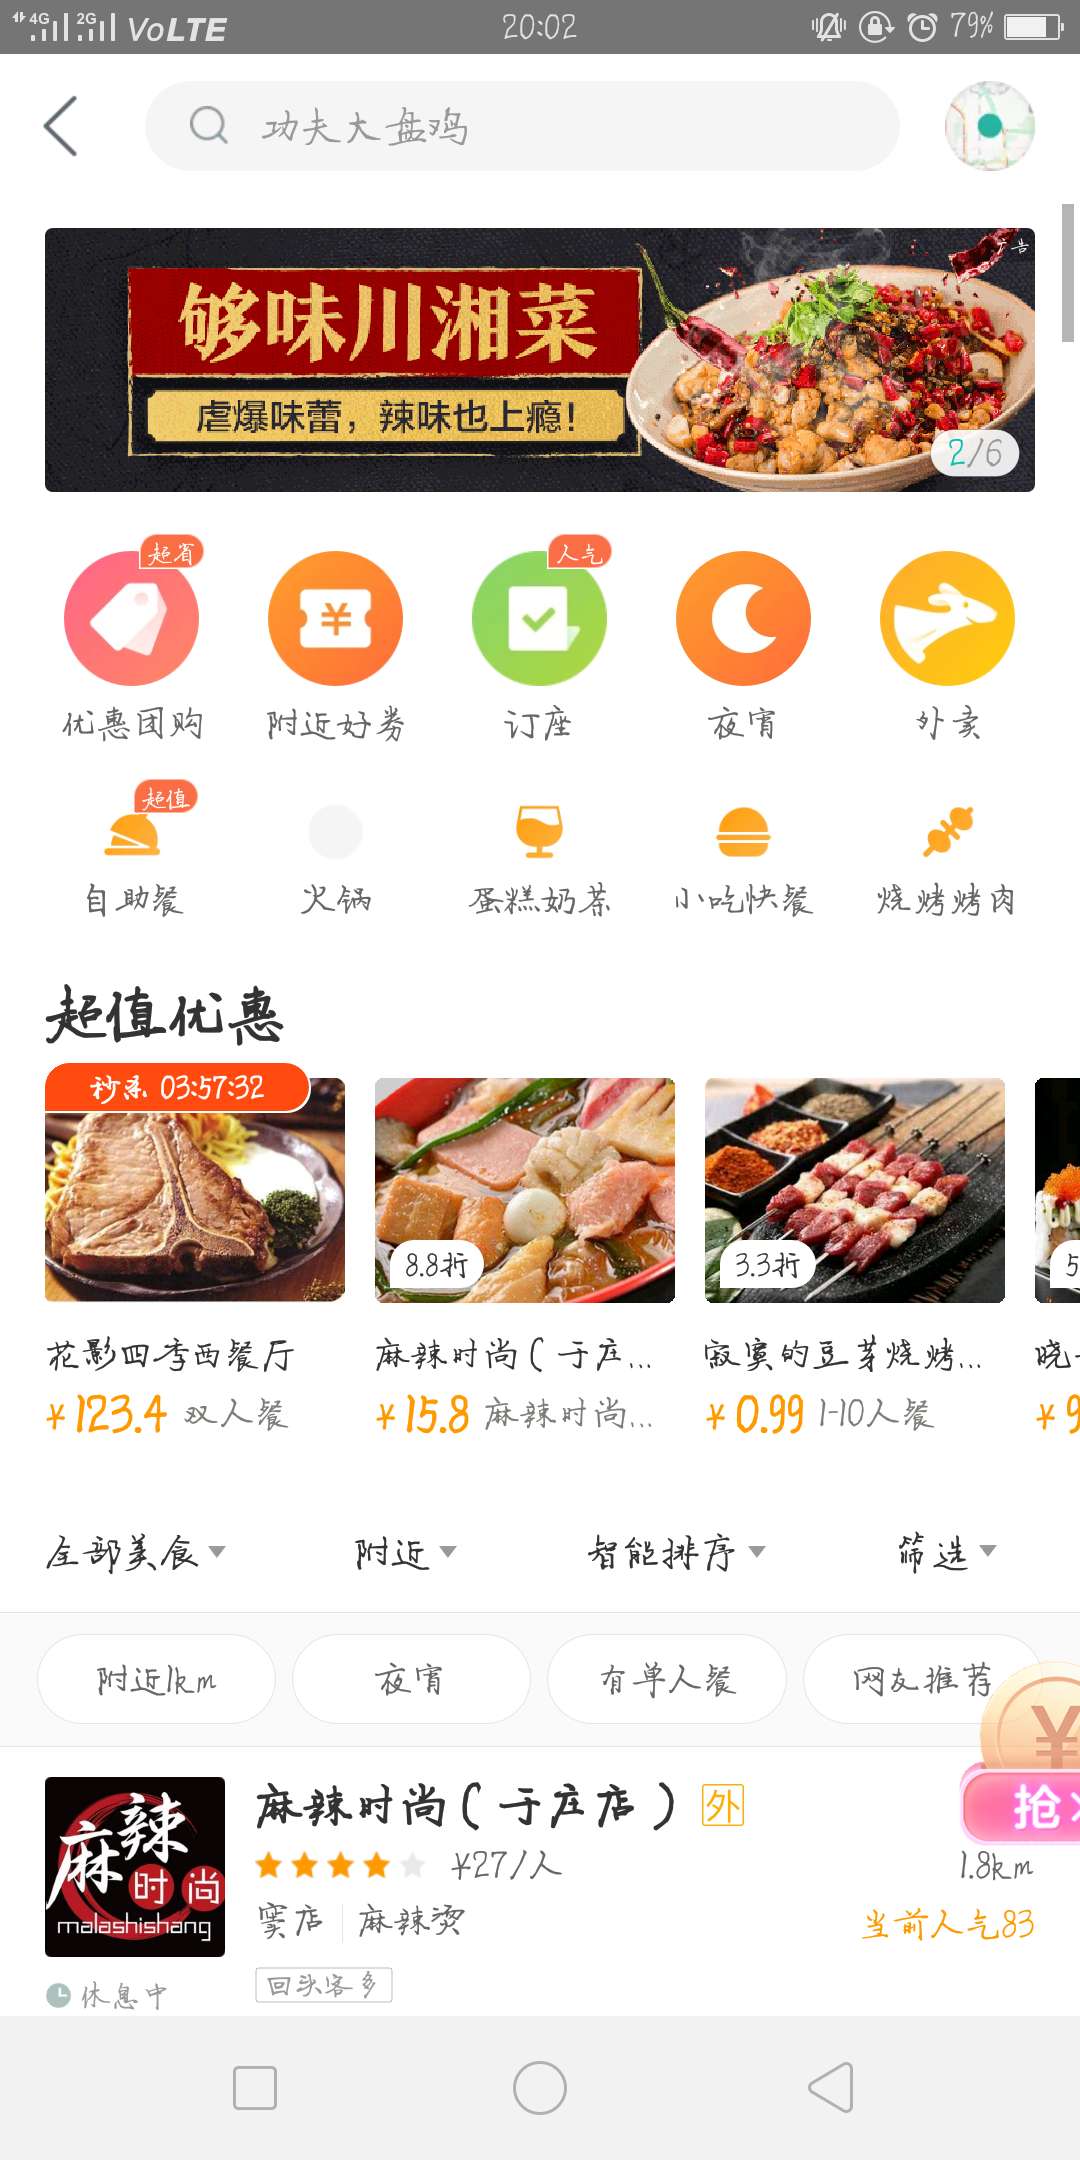 4G 2G VoLTE 20:02 79%
功夫大盘鸡
广告
够味川湘菜
虐爆味蕾，辣味也上瘾！
2/6
超省 人气
优惠团购 附近好券 订座 夜宵 外卖
超值
自助餐 火锅 蛋糕奶茶 小吃快餐 烧烤烤肉
超值优惠
秒杀 03:57:32
8.8折 3.3折 5
花影四季西餐厅 麻辣时尚(于庄... 寂寞的豆芽烧烤... 晓
¥123.4 双人餐 ¥15.8 麻辣时尚... ¥0.99 1-10人餐 ¥9
全部美食 附近 智能排序 筛选
附近1km 夜宵 有单人餐 网友推荐
¥
抢
麻辣时尚(于庄店) 外
麻辣时尚
malashishang
¥27/人 1.8km
窦店 麻辣烫 当前人气83
回头客多
休息中